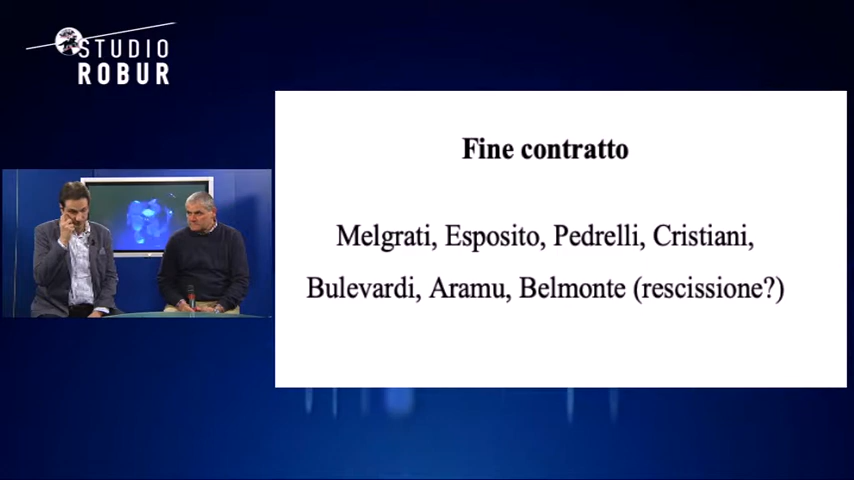 STUDIO
ROBUR
Fine contratto
Melgrati, Esposito, Pedrelli, Cristiani,
Bulevardi, Aramu, Belmonte (rescissione?)